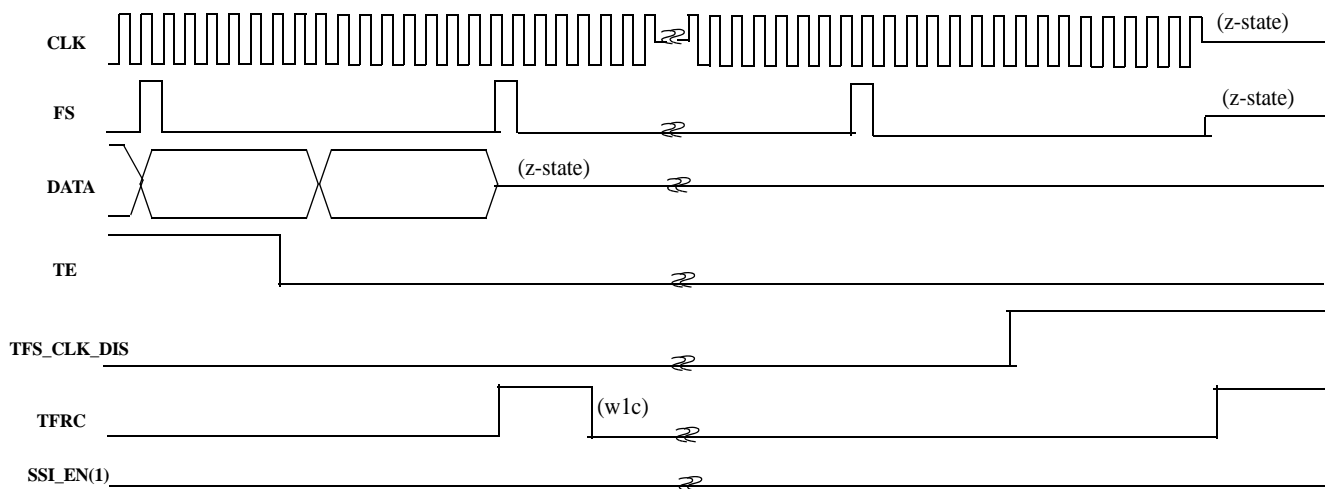 CLK
(z-state)
FS
(z-state)
DATA
(z-state)
TE
TFS_CLK_DIS
TFRC
(w1c)
SSI_EN(1)